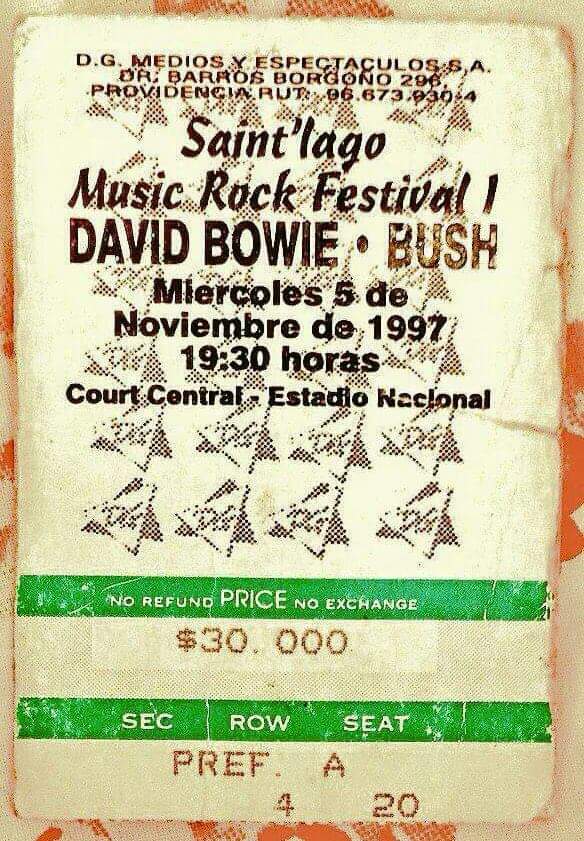 D.G. MEDIOS Y ESPECTACULOS S.A.
DR. BARROS BORGOÑO 296
PROVIDENCIA RUT: 96.673.930-4
Saint'iago
Music Rock Festival I
DAVID BOWIE • BUSH
Miercoles 5 de
Noviembre de 1997
19:30 horas
Court Central - Estadio Nacional
NO REFUND PRICE NO EXCHANGE
$30. 000
SEC ROW SEAT
PREF. A
4 20